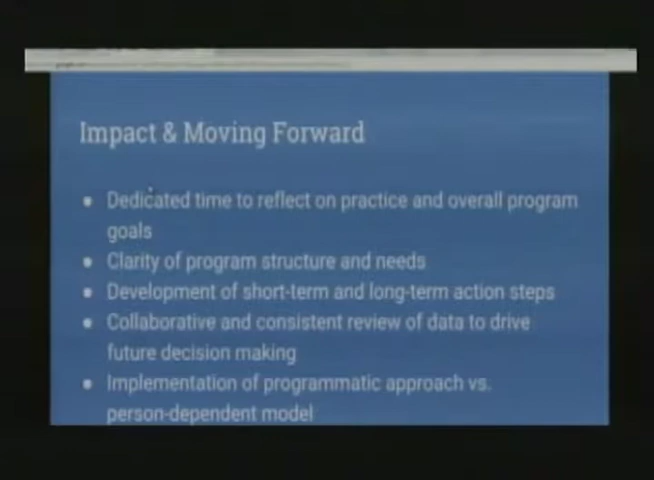 Impact & Moving Forward
● Dedicated time to reflect on practice and overall program
goals
● Clarity of program structure and needs
● Development of short-term and long-term action steps
● Collaborative and consistent review of data to drive
future decision making
● Implementation of programmatic approach vs.
person-dependent model